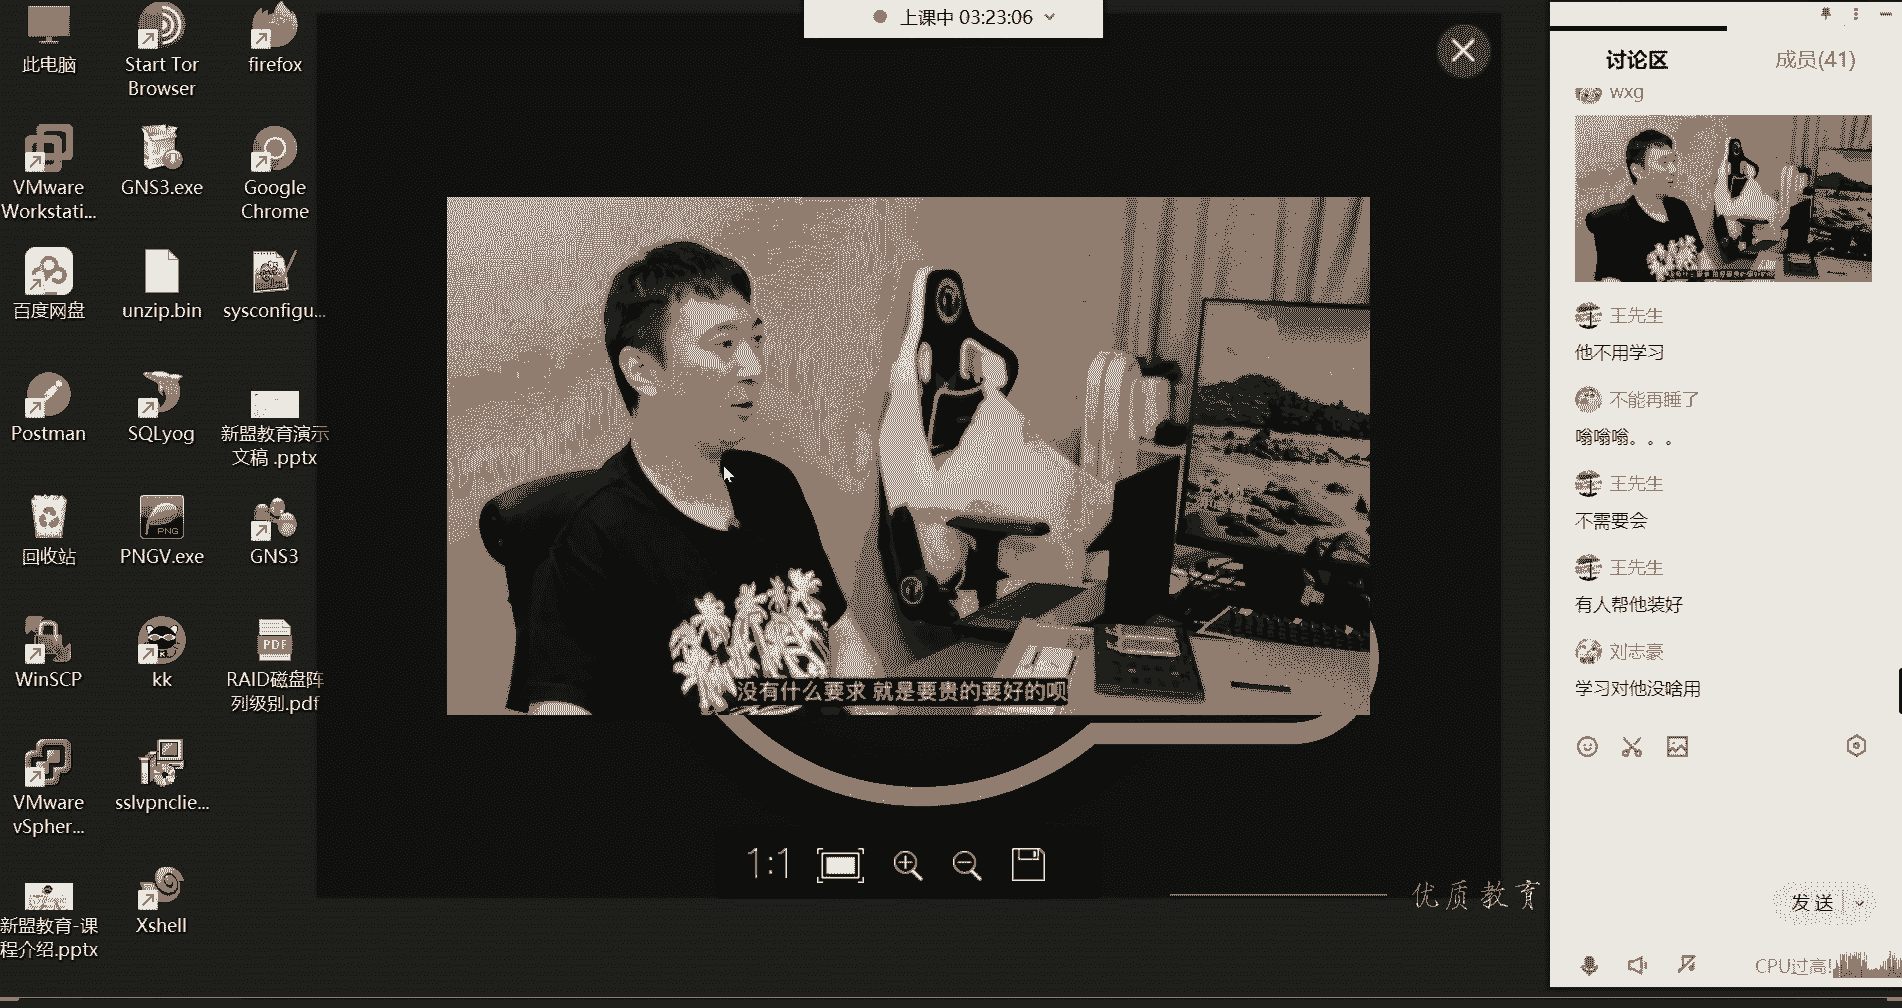 上课中 03:23:06
此电脑
Start Tor
Browser
firefox
VMware
Workstati...
GNS3.exe
Google
Chrome
百度网盘
unzip.bin
sysconfigu...
Postman
SQLyog
新盟教育演示
文稿 .pptx
回收站
PNG
PNGV.exe
GNS3
WinSCP
kk
PDF
RAID磁盘阵
列级别.pdf
VMware
vSpher...
sslvpnclie...
新盟教育-课
程介绍.pptx
Xshell
没有什么要求 就是要贵的要好的呗
1:1
优质教育
讨论区
成员(41)
wxg
王先生
他不用学习
不能再睡了
嗡嗡嗡。。。
王先生
不需要会
王先生
有人帮他装好
刘志豪
学习对他没啥用
发送
CPU过高!